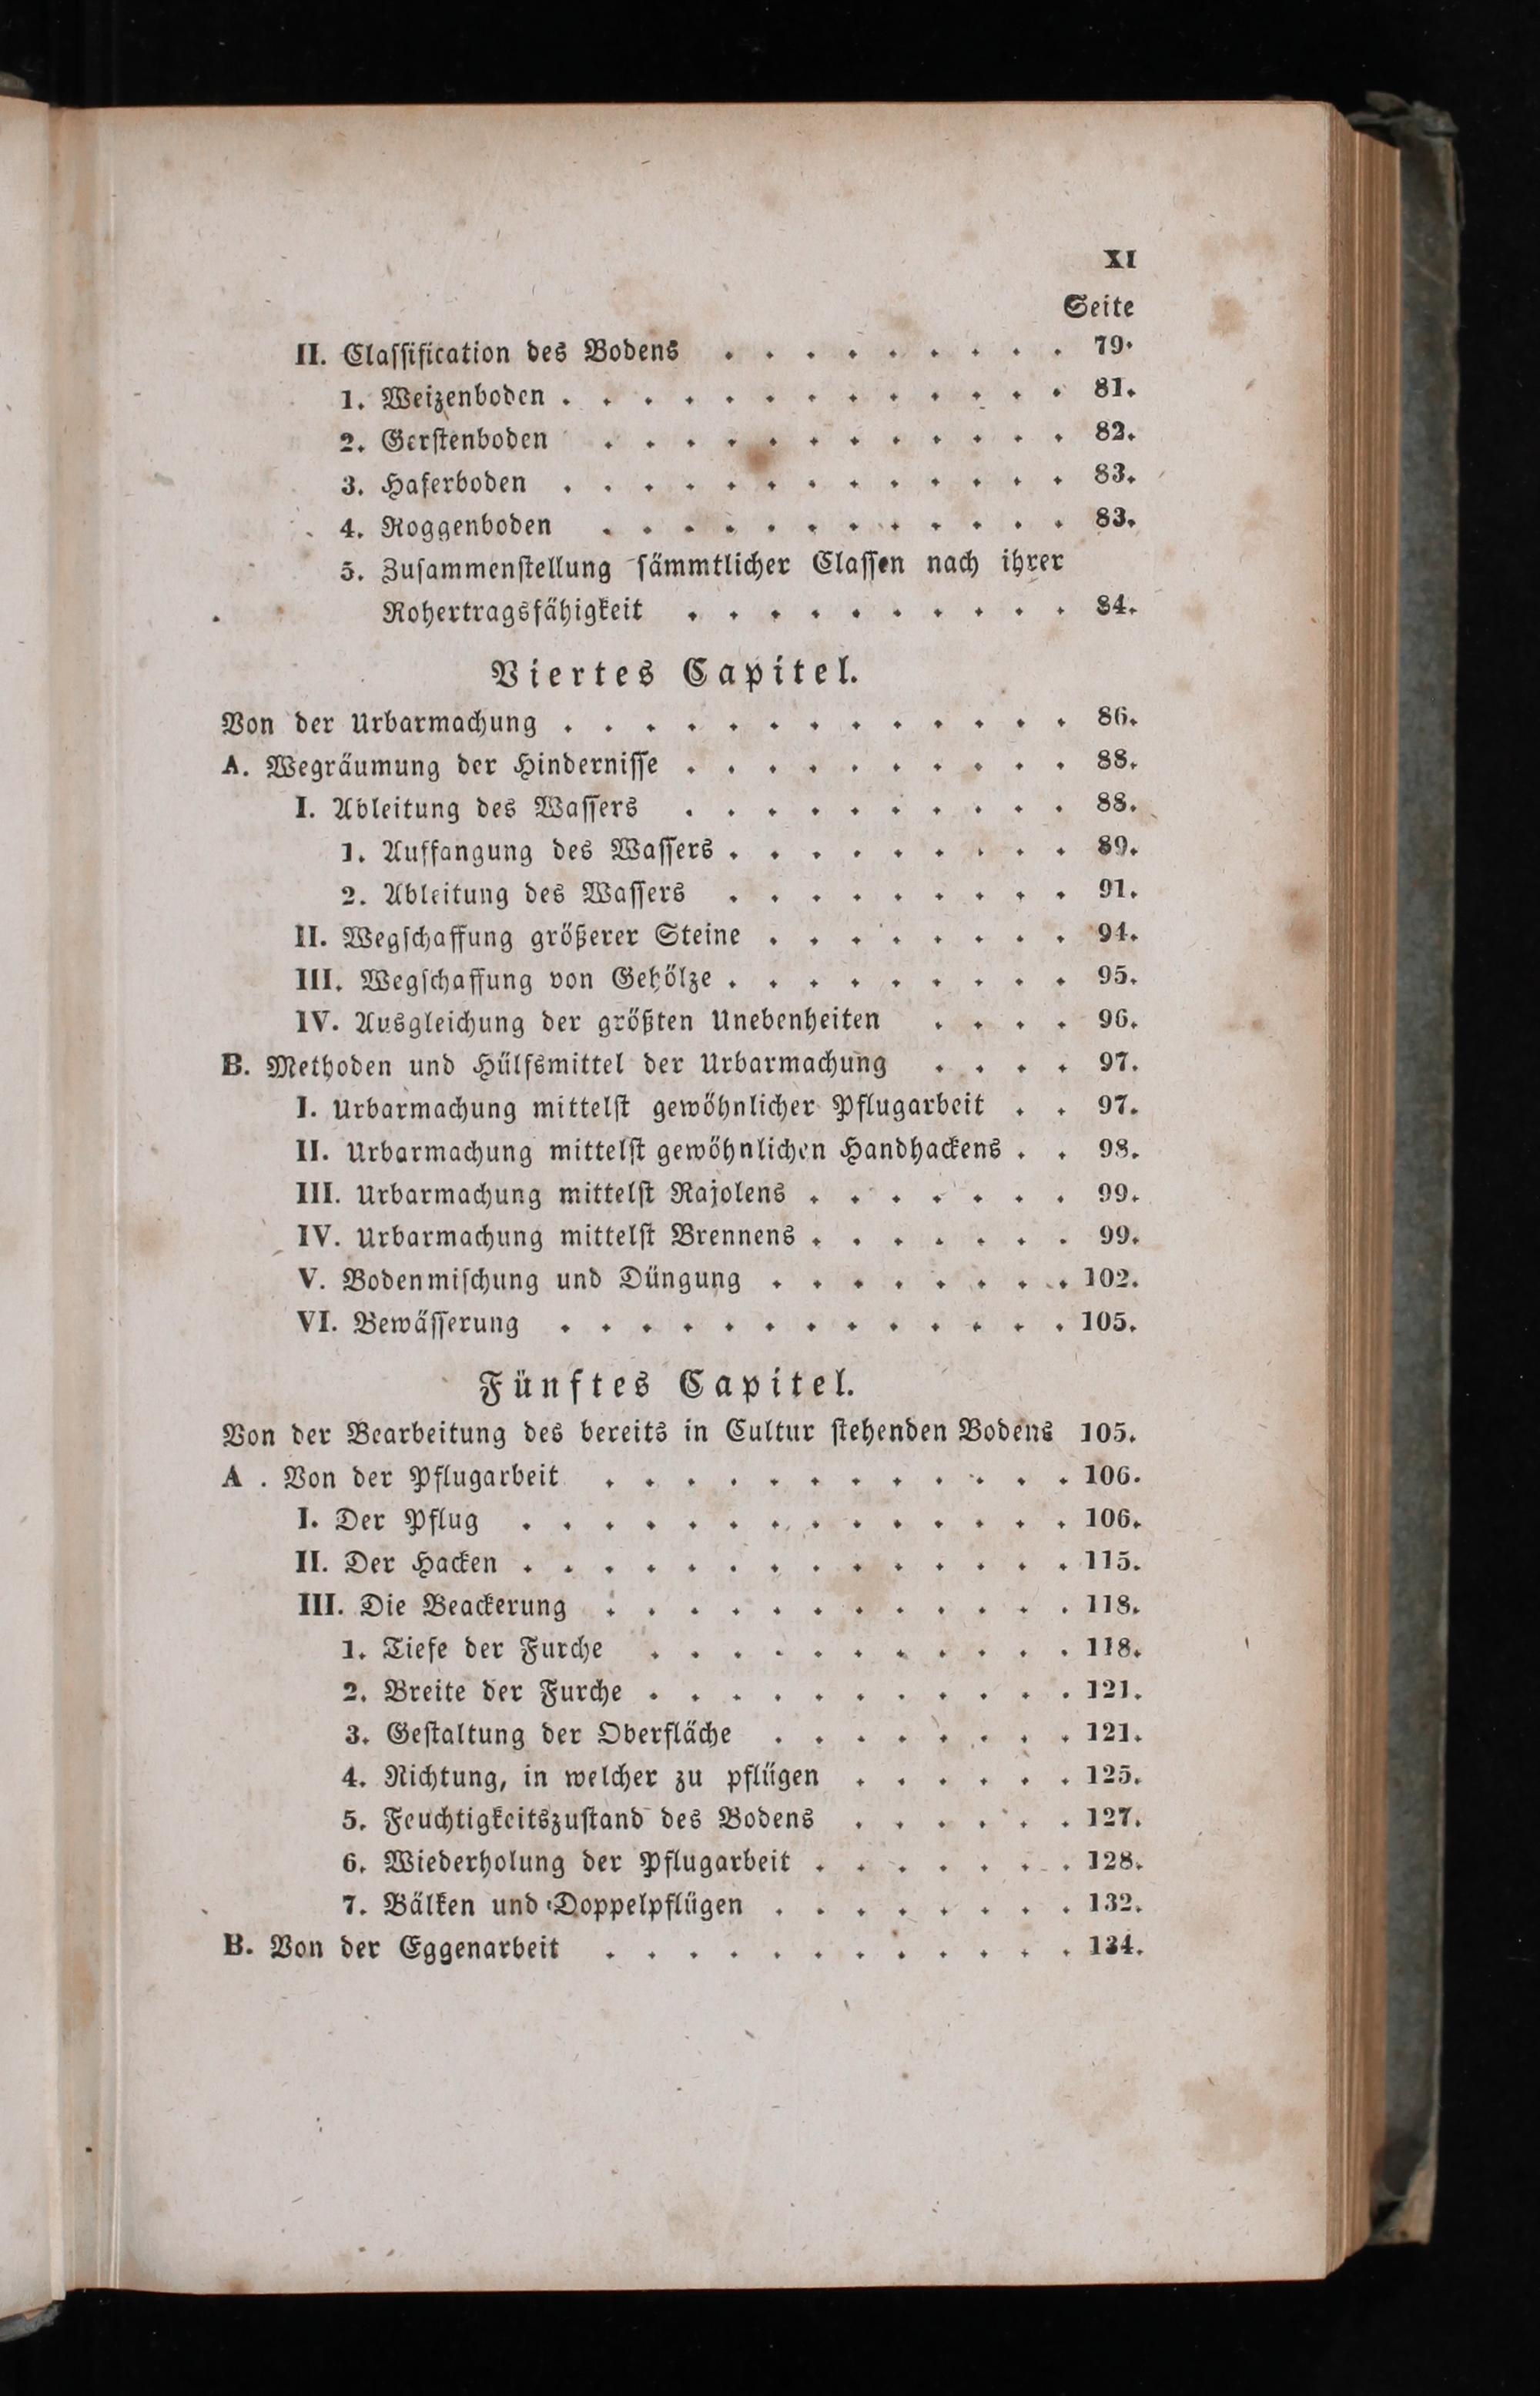 XI
Seite
II. Classification des Bodens . . . . . . . . . 79.
1. Weizenboden . . . . . . . . . . . . . 81.
2. Gerstenboden . . . . . . . . . . . . 82.
3. Haferboden . . . . . . . . . . . . . 83.
4. Roggenboden . . . . . . . . . . . . 83.
5. Zusammenstellung sämmtlicher Classen nach ihrer
Rohertragsfähigkeit . . . . . . . . . . 84.
Viertes Capitel.
Von der Urbarmachung . . . . . . . . . . . . . 86.
A. Wegräumung der Hindernisse . . . . . . . . . . 88.
I. Ableitung des Wassers . . . . . . . . . . 88.
1. Auffangung des Wassers . . . . . . . . . 89.
2. Ableitung des Wassers . . . . . . . . . 91.
II. Wegschaffung größerer Steine . . . . . . . . 94.
III. Wegschaffung von Gehölze . . . . . . . . . 95.
IV. Ausgleichung der größten Unebenheiten . . . . 96.
B. Methoden und Hülfsmittel der Urbarmachung . . . . 97.
I. Urbarmachung mittelst gewöhnlicher Pflugarbeit . . 97.
II. Urbarmachung mittelst gewöhnlichen Handhackens . . 98.
III. Urbarmachung mittelst Rajolens . . . . . . . 99.
IV. Urbarmachung mittelst Brennens . . . . . . . 99.
V. Bodenmischung und Düngung . . . . . . . . 102.
VI. Bewässerung . . . . . . . . . . . . . 105.
Fünftes Capitel.
Von der Bearbeitung des bereits in Cultur stehenden Bodens 105.
A . Von der Pflugarbeit . . . . . . . . . . . . 106.
I. Der Pflug . . . . . . . . . . . . . . 106.
II. Der Hacken . . . . . . . . . . . . . . 115.
III. Die Beackerung . . . . . . . . . . . . 118.
1. Tiefe der Furche . . . . . . . . . . . 118.
2. Breite der Furche . . . . . . . . . . . 121.
3. Gestaltung der Oberfläche . . . . . . . . 121.
4. Richtung, in welcher zu pflügen . . . . . . 125.
5. Feuchtigkeitszustand des Bodens . . . . . . 127.
6. Wiederholung der Pflugarbeit . . . . . . . 128.
7. Bälken und Doppelpflügen . . . . . . . . 132.
B. Von der Eggenarbeit . . . . . . . . . . . . 134.